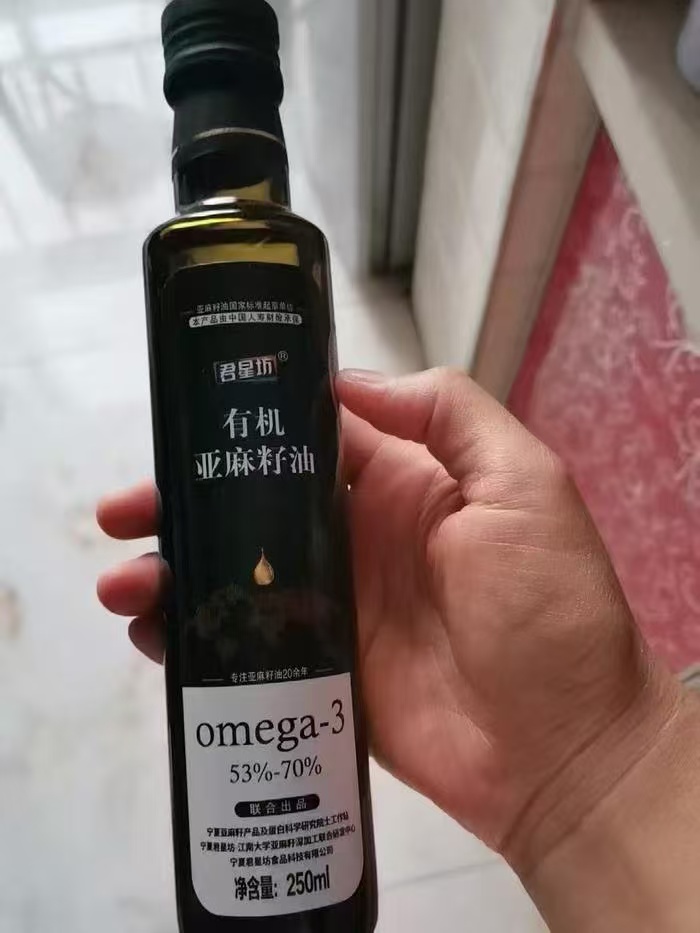 亚麻籽油国家标准起草单位
本产品由中国人寿财险承保
君星坊®
有机
亚麻籽油
专注亚麻籽油20余年
omega-3
53%-70%
联合出品
宁夏亚麻籽产品及蛋白科学研究院士工作站
宁夏君星坊·江南大学亚麻籽深加工联合研发中心
宁夏君星坊食品科技有限公司
净含量: 250ml